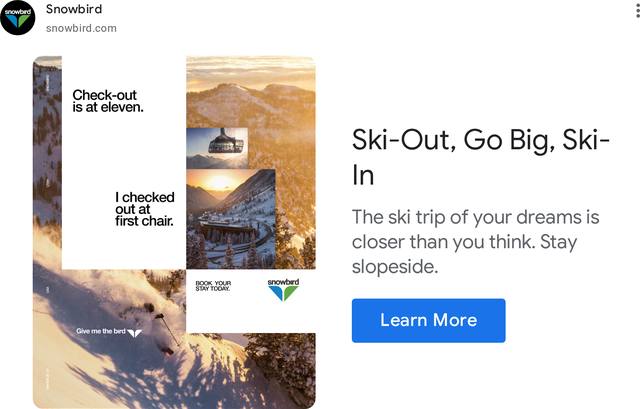 snowbird
Snowbird
snowbird.com
Check-out
is at eleven.
I checked
out at
first chair.
BOOK YOUR
STAY TODAY.
snowbird
Give me the bird
Ski-Out, Go Big, Ski-
In
The ski trip of your dreams is
closer than you think. Stay
slopeside.
Learn More